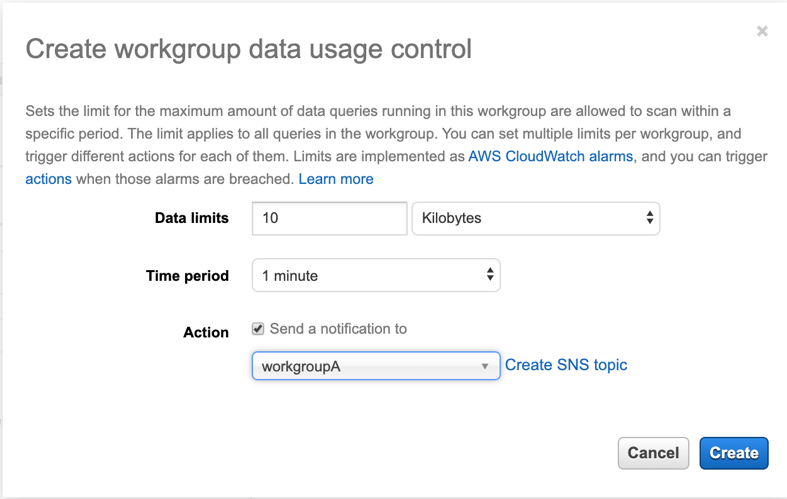 Create workgroup data usage control
Sets the limit for the maximum amount of data queries running in this workgroup are allowed to scan within a
specific period. The limit applies to all queries in the workgroup. You can set multiple limits per workgroup, and
trigger different actions for each of them. Limits are implemented as AWS CloudWatch alarms, and you can trigger
actions when those alarms are breached. Learn more
Data limits 10 Kilobytes
Time period 1 minute
Action Send a notification to
workgroupA Create SNS topic
Cancel Create